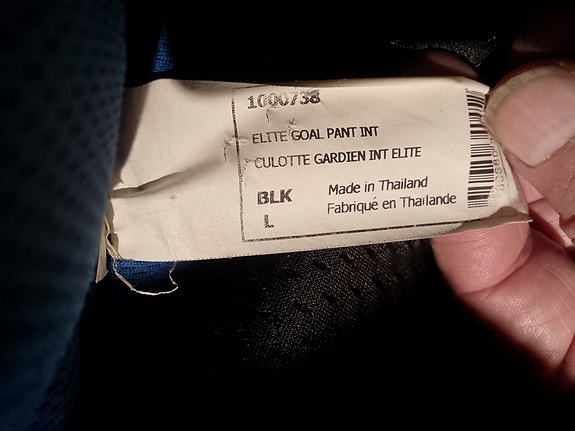 1000738
ELITE GOAL PANT INT
CULOTTE GARDIEN INT ELITE
BLK
L
Made in Thailand
Fabriqué en Thaïlande